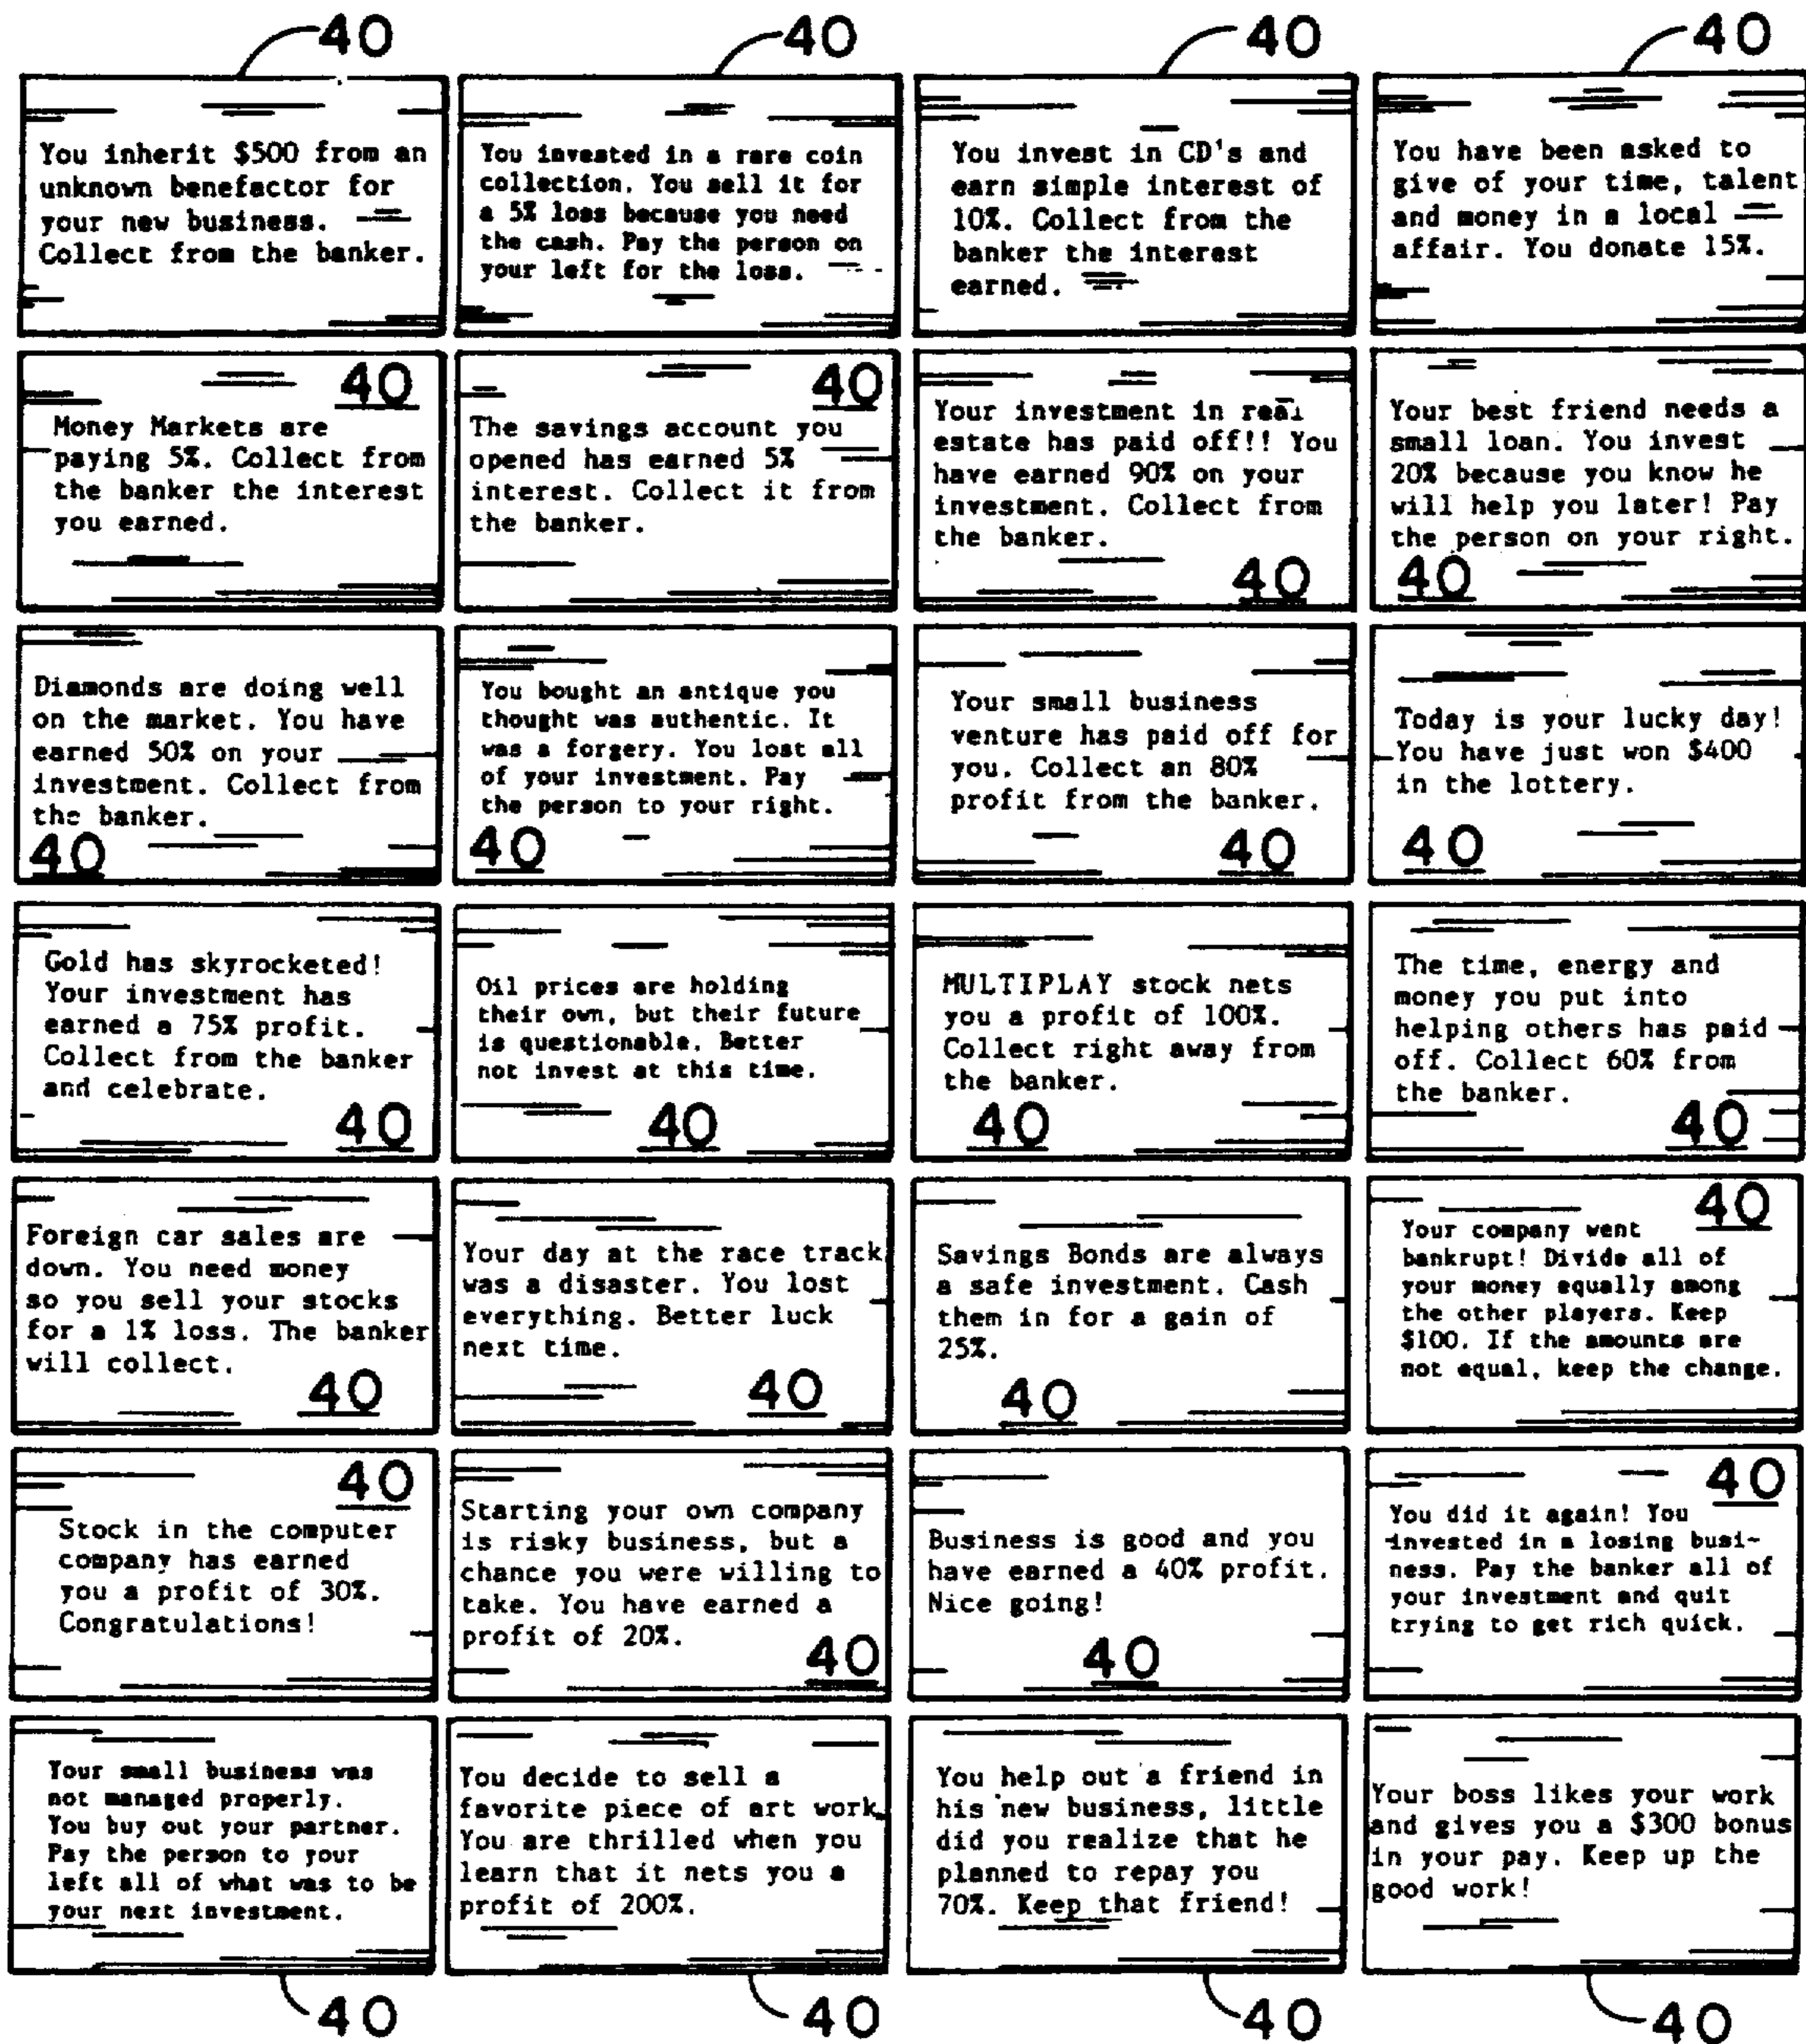 40 40 40 40
You inherit $500 from an
unknown benefactor for
your new business.
Collect from the banker.
You invested in a rare coin
collection. You sell it for
a 5% loss because you need
the cash. Pay the person on
your left for the loss.
You invest in CD's and
earn simple interest of
10%. Collect from the
banker the interest
earned.
You have been asked to
give of your time, talent
and money in a local
affair. You donate 15%.
40
Money Markets are
paying 5%. Collect from
the banker the interest
you earned.
40
The savings account you
opened has earned 5%
interest. Collect it from
the banker.
Your investment in real
estate has paid off!! You
have earned 90% on your
investment. Collect from
the banker.
40
Your best friend needs a
small loan. You invest
20% because you know he
will help you later! Pay
the person on your right.
40
Diamonds are doing well
on the market. You have
earned 50% on your
investment. Collect from
the banker.
40
You bought an antique you
thought was authentic. It
was a forgery. You lost all
of your investment. Pay
the person to your right.
40
Your small business
venture has paid off for
you. Collect an 80%
profit from the banker.
40
Today is your lucky day!
You have just won $400
in the lottery.
40
Gold has skyrocketed!
Your investment has
earned a 75% profit.
Collect from the banker
and celebrate.
40
Oil prices are holding
their own, but their future
is questionable. Better
not invest at this time.
40
MULTIPLAY stock nets
you a profit of 100%.
Collect right away from
the banker.
40
The time, energy and
money you put into
helping others has paid
off. Collect 60% from
the banker.
40
Foreign car sales are
down. You need money
so you sell your stocks
for a 1% loss. The banker
will collect.
40
Your day at the race track
was a disaster. You lost
everything. Better luck
next time.
40
Savings Bonds are always
a safe investment. Cash
them in for a gain of
25%.
40
40
Your company went
bankrupt! Divide all of
your money equally among
the other players. Keep
$100. If the amounts are
not equal, keep the change.
40
Stock in the computer
company has earned
you a profit of 30%.
Congratulations!
Starting your own company
is risky business, but a
chance you were willing to
take. You have earned a
profit of 20%.
40
Business is good and you
have earned a 40% profit.
Nice going!
40
40
You did it again! You
invested in a losing busi-
ness. Pay the banker all of
your investment and quit
trying to get rich quick.
Your small business was
not managed properly.
You buy out your partner.
Pay the person to your
left all of what was to be
your next investment.
You decide to sell a
favorite piece of art work
You are thrilled when you
learn that it nets you a
profit of 200%.
You help out a friend in
his new business, little
did you realize that he
planned to repay you
70%. Keep that friend!
Your boss likes your work
and gives you a $300 bonus
in your pay. Keep up the
good work!
40 40 40 40